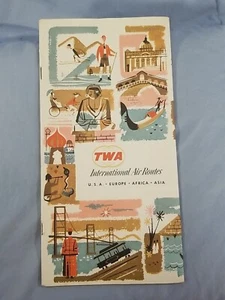 TWA
International Air Routes
U.S.A. • EUROPE • AFRICA • ASIA